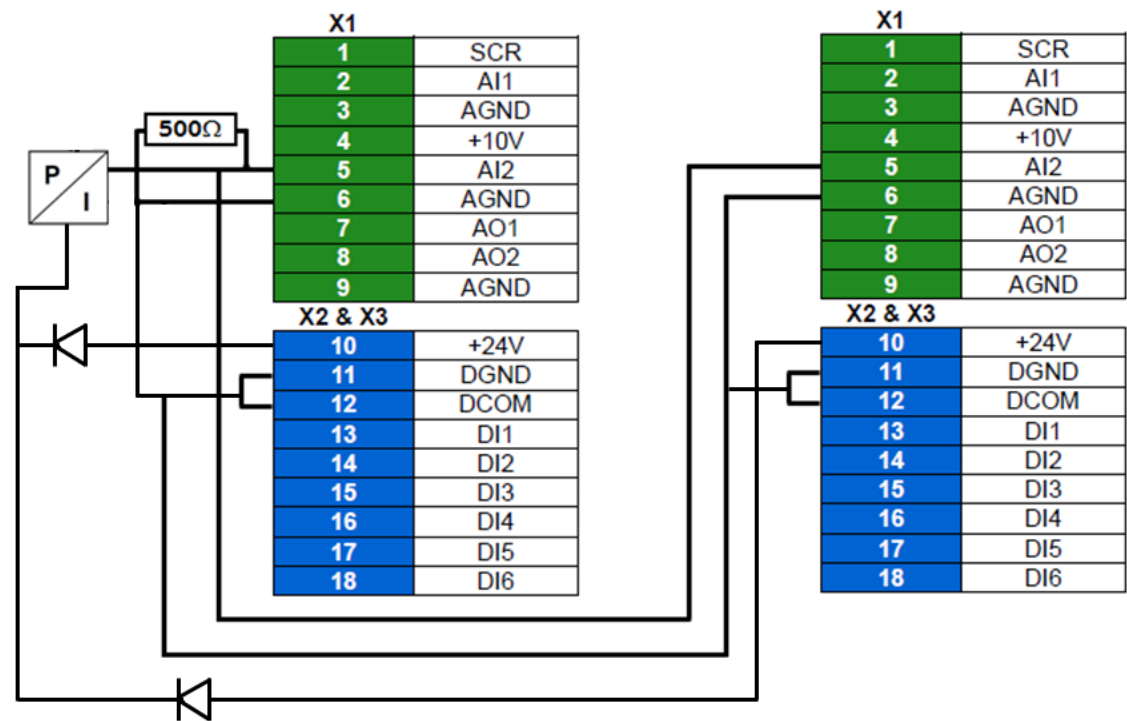 X1
1 SCR
2 AI1
3 AGND
4 +10V
5 AI2
6 AGND
7 AO1
8 AO2
9 AGND
X2 & X3
10 +24V
11 DGND
12 DCOM
13 DI1
14 DI2
15 DI3
16 DI4
17 DI5
18 DI6
500Ω
P
I
X1
1 SCR
2 AI1
3 AGND
4 +10V
5 AI2
6 AGND
7 AO1
8 AO2
9 AGND
X2 & X3
10 +24V
11 DGND
12 DCOM
13 DI1
14 DI2
15 DI3
16 DI4
17 DI5
18 DI6